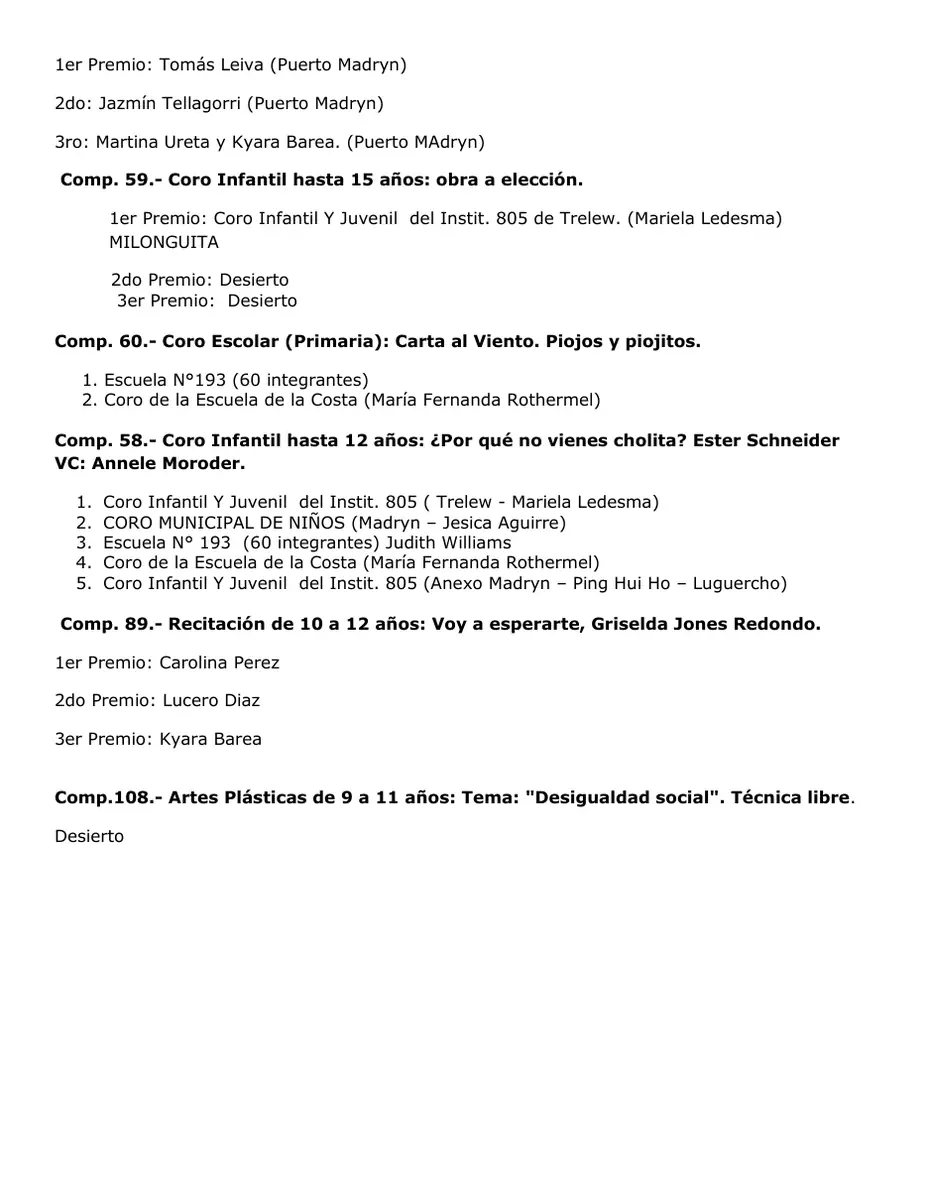 1er Premio: Tomás Leiva (Puerto Madryn)
2do: Jazmín Tellagorri (Puerto Madryn)
3ro: Martina Ureta y Kyara Barea. (Puerto MAdryn)
Comp. 59.- Coro Infantil hasta 15 años: obra a elección.
1er Premio: Coro Infantil Y Juvenil  del Instit. 805 de Trelew. (Mariela Ledesma)
MILONGUITA
2do Premio: Desierto
3er Premio:  Desierto
Comp. 60.- Coro Escolar (Primaria): Carta al Viento. Piojos y piojitos.
1. Escuela N°193 (60 integrantes)
2. Coro de la Escuela de la Costa (María Fernanda Rothermel)
Comp. 58.- Coro Infantil hasta 12 años: ¿Por qué no vienes cholita? Ester Schneider
VC: Annele Moroder.
1. Coro Infantil Y Juvenil  del Instit. 805 ( Trelew - Mariela Ledesma)
2. CORO MUNICIPAL DE NIÑOS (Madryn – Jesica Aguirre)
3. Escuela N° 193  (60 integrantes) Judith Williams
4. Coro de la Escuela de la Costa (María Fernanda Rothermel)
5. Coro Infantil Y Juvenil  del Instit. 805 (Anexo Madryn – Ping Hui Ho – Luguercho)
Comp. 89.- Recitación de 10 a 12 años: Voy a esperarte, Griselda Jones Redondo.
1er Premio: Carolina Perez
2do Premio: Lucero Diaz
3er Premio: Kyara Barea
Comp.108.- Artes Plásticas de 9 a 11 años: Tema: "Desigualdad social". Técnica libre.
Desierto